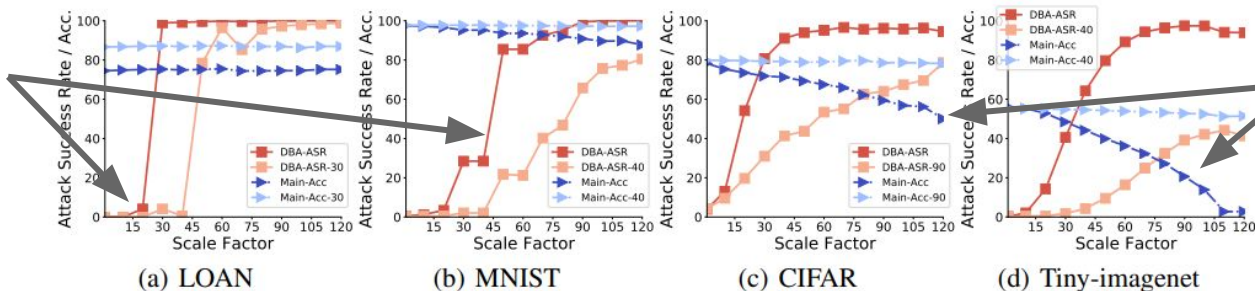 Attack Success Rate / Acc.
100
80
60
40
20
0
15 30 45 60 75 90 105 120
Scale Factor
DBA-ASR
DBA-ASR-30
Main-Acc
Main-Acc-30
(a) LOAN
Attack Success Rate / Acc.
100
80
60
40
20
0
15 30 45 60 75 90 105 120
Scale Factor
DBA-ASR
DBA-ASR-40
Main-Acc
Main-Acc-40
(b) MNIST
Attack Success Rate / Acc.
100
80
60
40
20
0
15 30 45 60 75 90 105 120
Scale Factor
DBA-ASR
DBA-ASR-90
Main-Acc
Main-Acc-90
(c) CIFAR
Attack Success Rate / Acc.
100
80
60
40
20
0
15 30 45 60 75 90 105 120
Scale Factor
DBA-ASR
DBA-ASR-40
Main-Acc
Main-Acc-40
(d) Tiny-imagenet